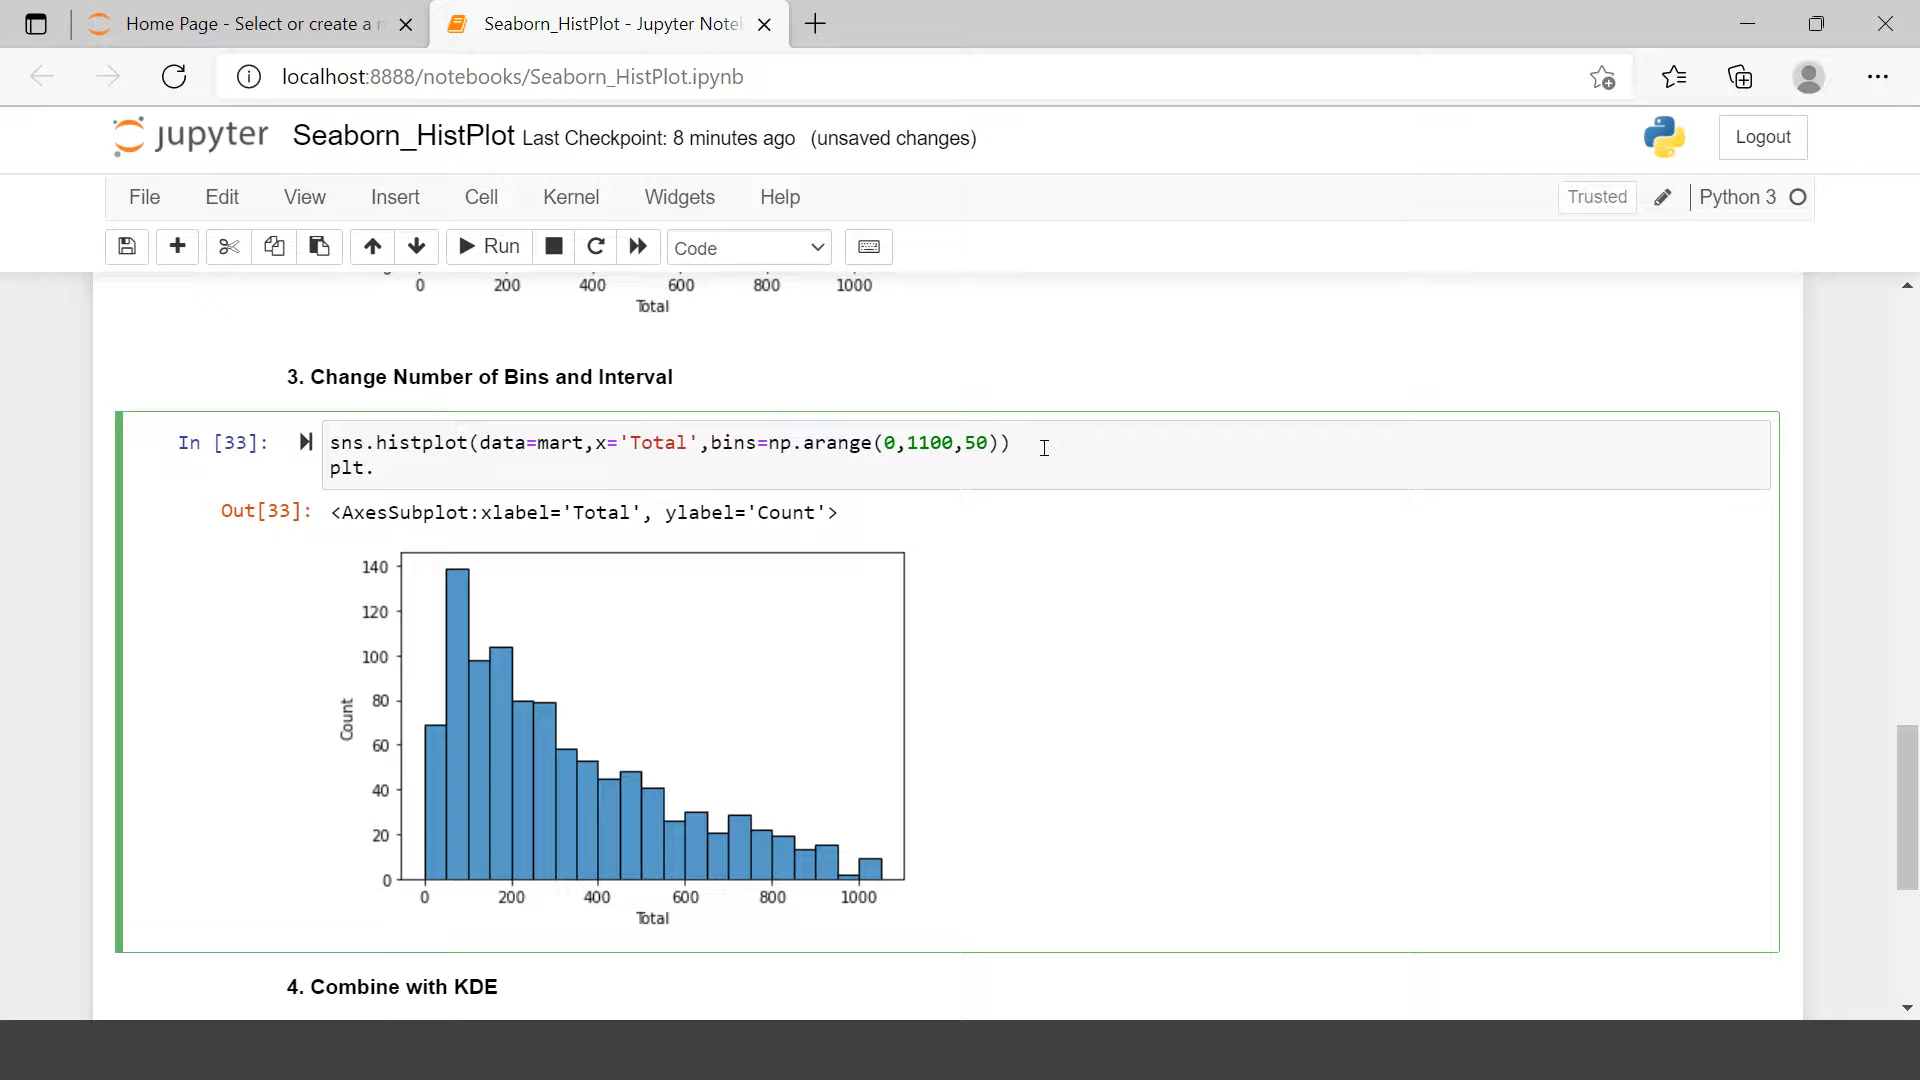 Home Page - Select or create a n
Seaborn_HistPlot - Jupyter Note
localhost:8888/notebooks/Seaborn_HistPlot.ipynb
jupyter Seaborn_HistPlot Last Checkpoint: 8 minutes ago (unsaved changes)
Logout
File Edit View Insert Cell Kernel Widgets Help
Trusted Python 3
Run Code
0 200 400 600 800 1000
Total
3. Change Number of Bins and Interval
In [33]: sns.histplot(data=mart,x='Total',bins=np.arange(0,1100,50))
plt.
Out[33]: <AxesSubplot:xlabel='Total', ylabel='Count'>
140
120
100
80
60
40
20
0
Count
0 200 400 600 800 1000
Total
4. Combine with KDE